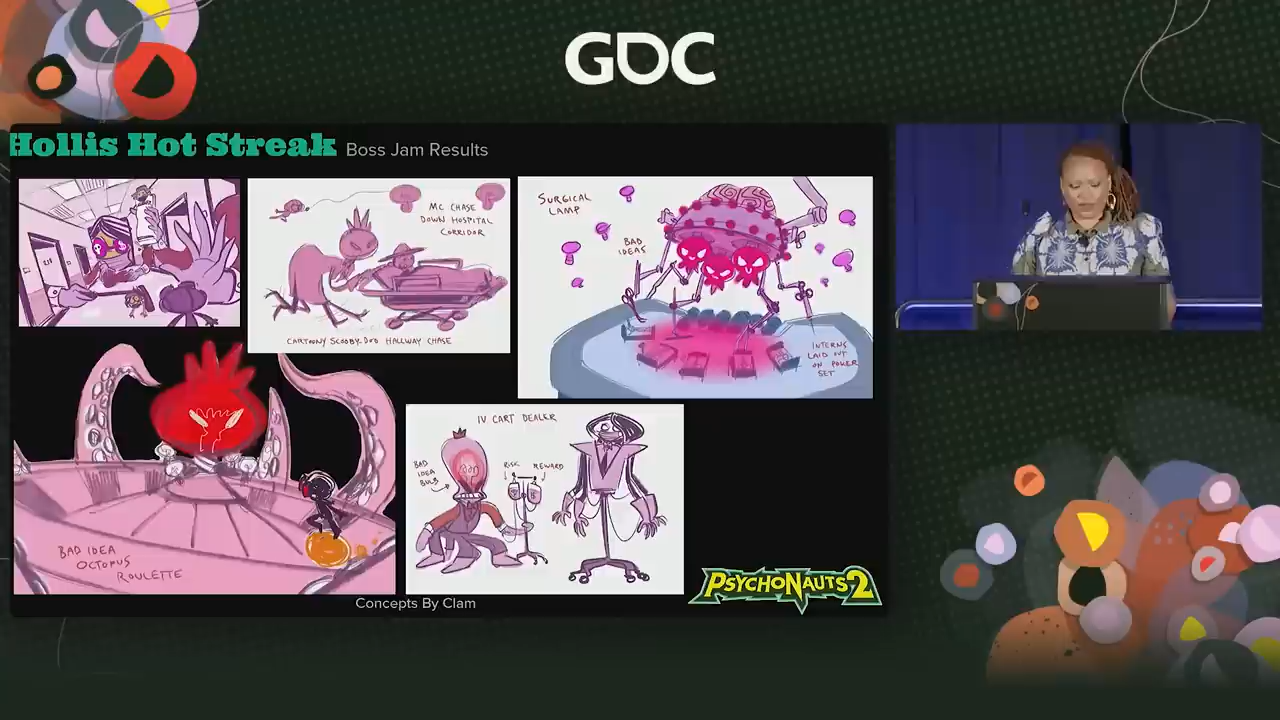 GDC
Hollis Hot Streak Boss Jam Results
MC CHASE
DOWN HOSPITAL
CORRIDOR
CARTOONY SCOOBY-DOO HALLWAY CHASE
SURGICAL
LAMP
BAD
IDEAS
INTERNS
LAID OUT
ON POKER
SET
BAD IDEA
OCTOPUS
ROULETTE
IV CART DEALER
BAD
IDEA
BULB
RISK
REWARD
PSYCHONAUTS 2
Concepts By Clam